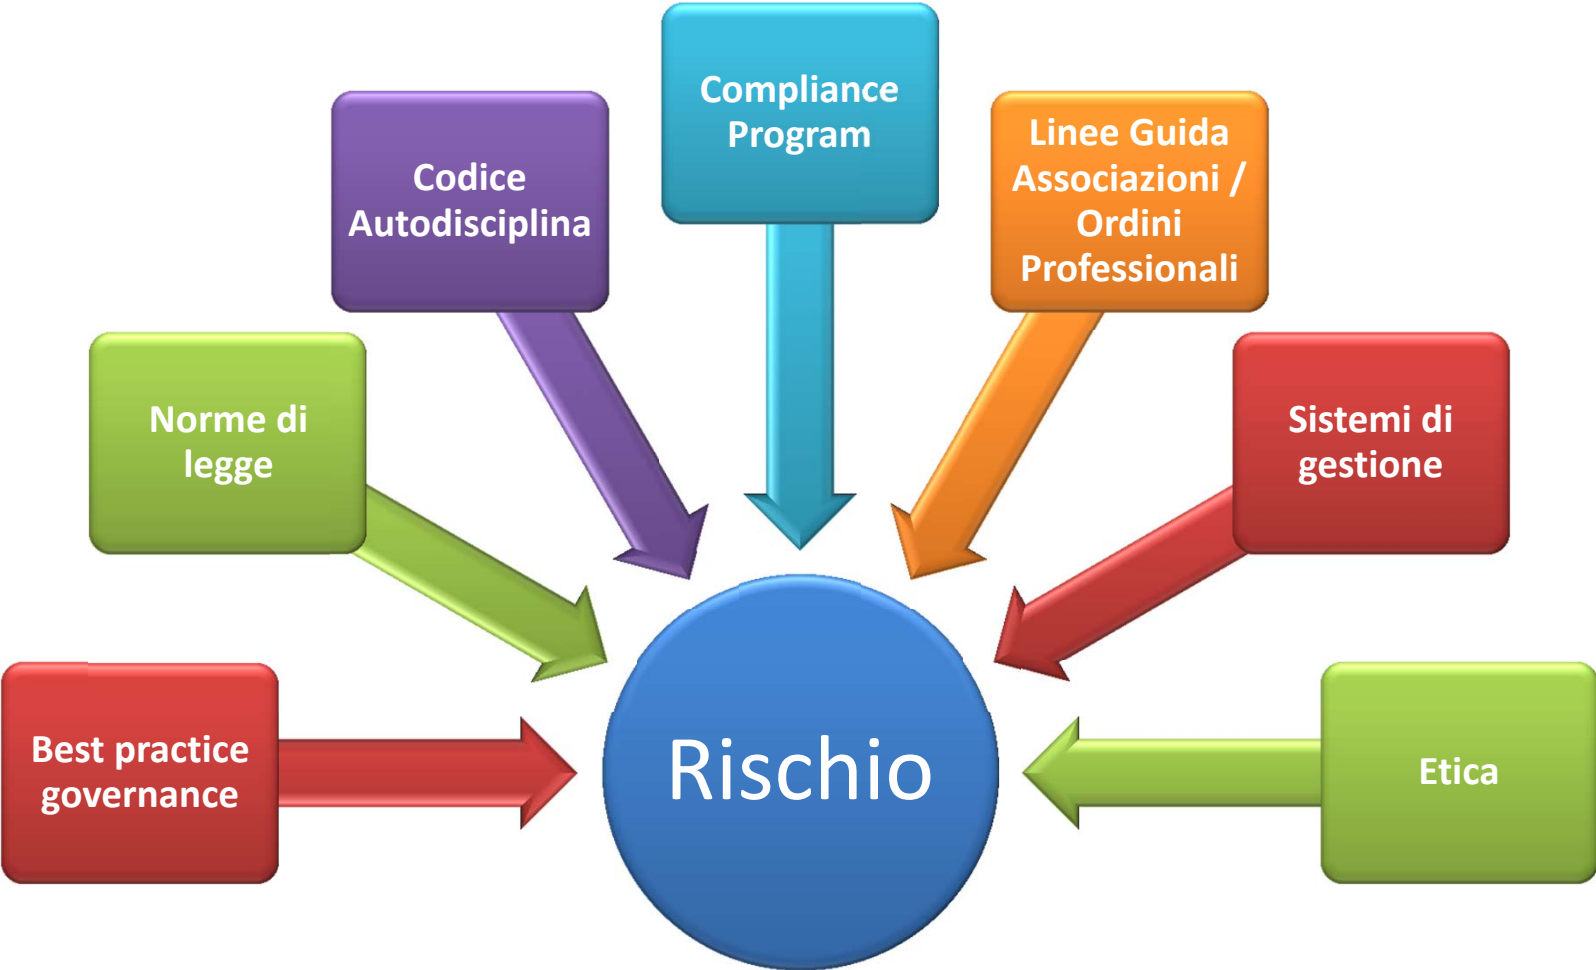 Compliance
Program
Codice
Autodisciplina
Linee Guida
Associazioni /
Ordini
Professionali
Norme di
legge
Sistemi di
gestione
Best practice
governance
Rischio
Etica